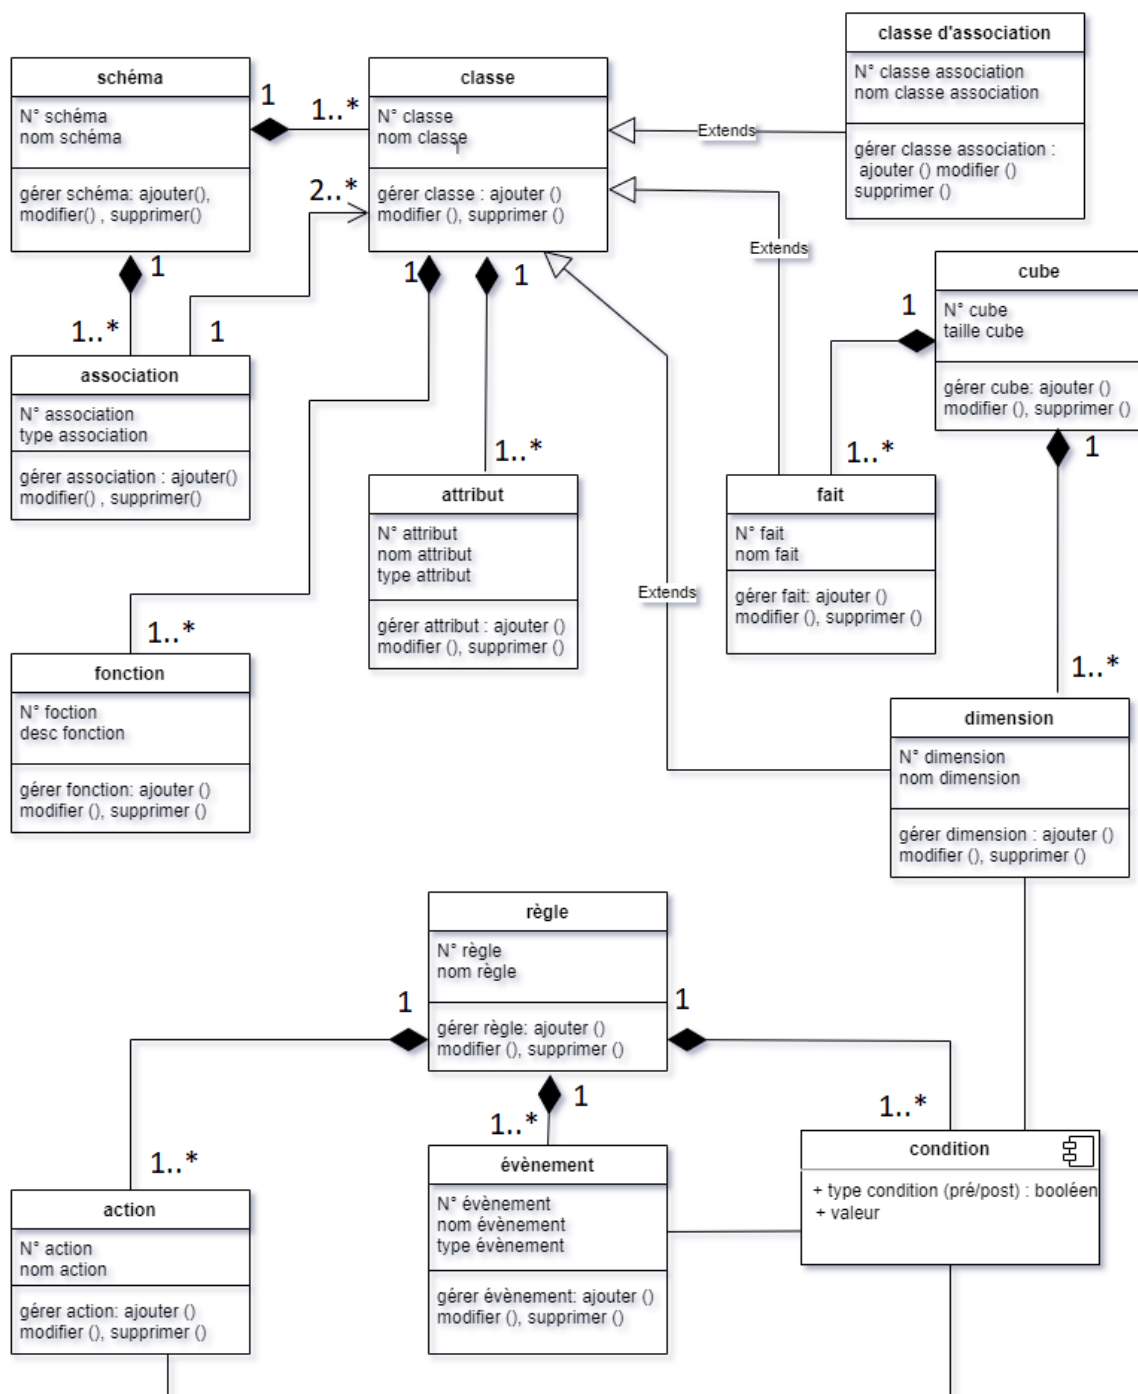 classe d'association
N° classe association
nom classe association
gérer classe association :
ajouter () modifier ()
supprimer ()
schéma
N° schéma
nom schéma
gérer schéma: ajouter(),
modifier() , supprimer()
1
1..*
classe
N° classe
nom classe
gérer classe : ajouter ()
modifier (), supprimer ()
Extends
2..*
Extends
1
1..*
1
association
N° association
type association
gérer association : ajouter()
modifier() , supprimer()
1
1
cube
N° cube
taille cube
gérer cube: ajouter ()
modifier (), supprimer ()
1
1..*
1
1..*
attribut
N° attribut
nom attribut
type attribut
gérer attribut : ajouter ()
modifier (), supprimer ()
fait
N° fait
nom fait
gérer fait: ajouter ()
modifier (), supprimer ()
Extends
1..*
fonction
N° foction
desc fonction
gérer fonction: ajouter ()
modifier (), supprimer ()
1..*
dimension
N° dimension
nom dimension
gérer dimension : ajouter ()
modifier (), supprimer ()
règle
N° règle
nom règle
gérer règle: ajouter ()
modifier (), supprimer ()
1
1
1
1..*
1..*
1..*
action
N° action
nom action
gérer action: ajouter ()
modifier (), supprimer ()
évènement
N° évènement
nom évènement
type évènement
gérer évènement: ajouter ()
modifier (), supprimer ()
condition
+ type condition (pré/post) : booléen
+ valeur